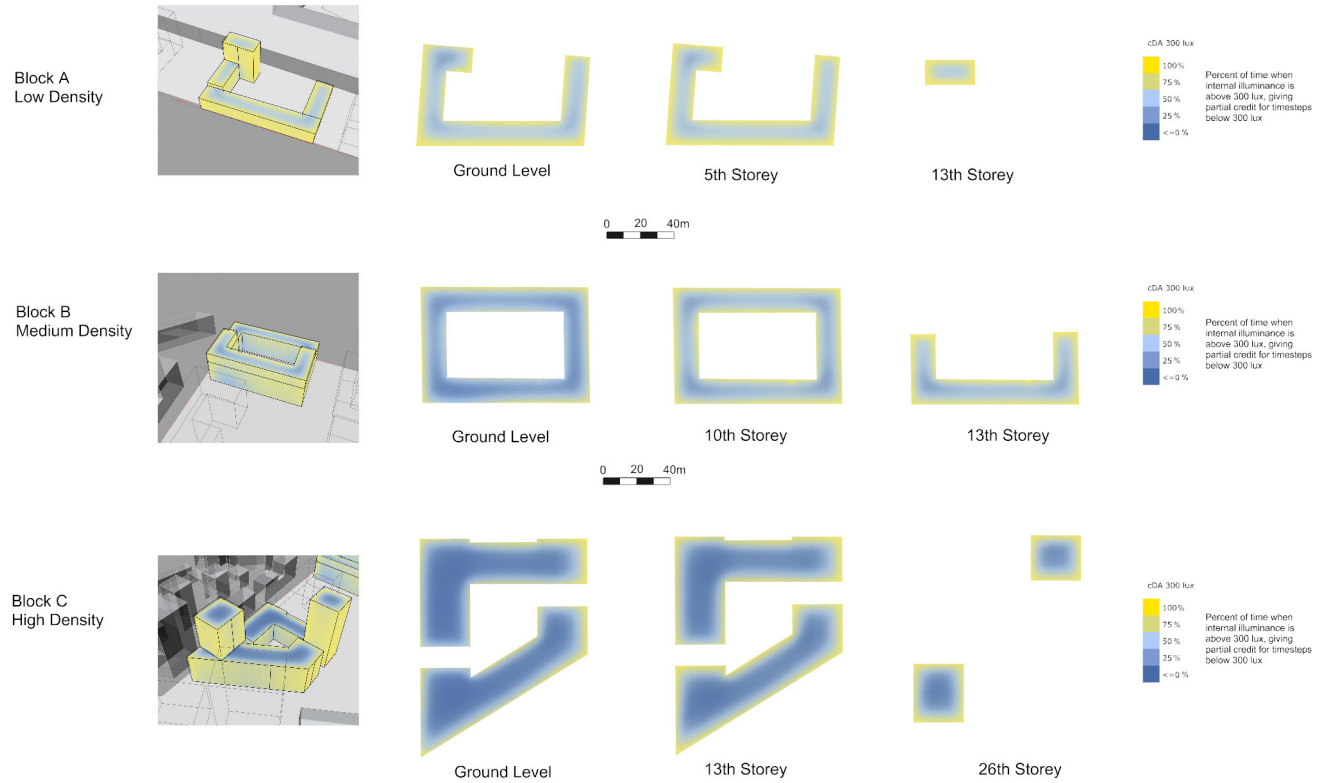 Block A
Low Density
Ground Level
5th Storey
13th Storey
cDA 300 lux
100%
75 %
50 %
25 %
<=0 %
Percent of time when
internal illuminance is
above 300 lux, giving
partial credit for timesteps
below 300 lux
0 20 40m
Block B
Medium Density
Ground Level
10th Storey
13th Storey
cDA 300 lux
100%
75 %
50 %
25 %
<=0 %
Percent of time when
internal illuminance is
above 300 lux, giving
partial credit for timesteps
below 300 lux
0 20 40m
Block C
High Density
Ground Level
13th Storey
26th Storey
cDA 300 lux
100%
75 %
50 %
25 %
<=0 %
Percent of time when
internal illuminance is
above 300 lux, giving
partial credit for timesteps
below 300 lux